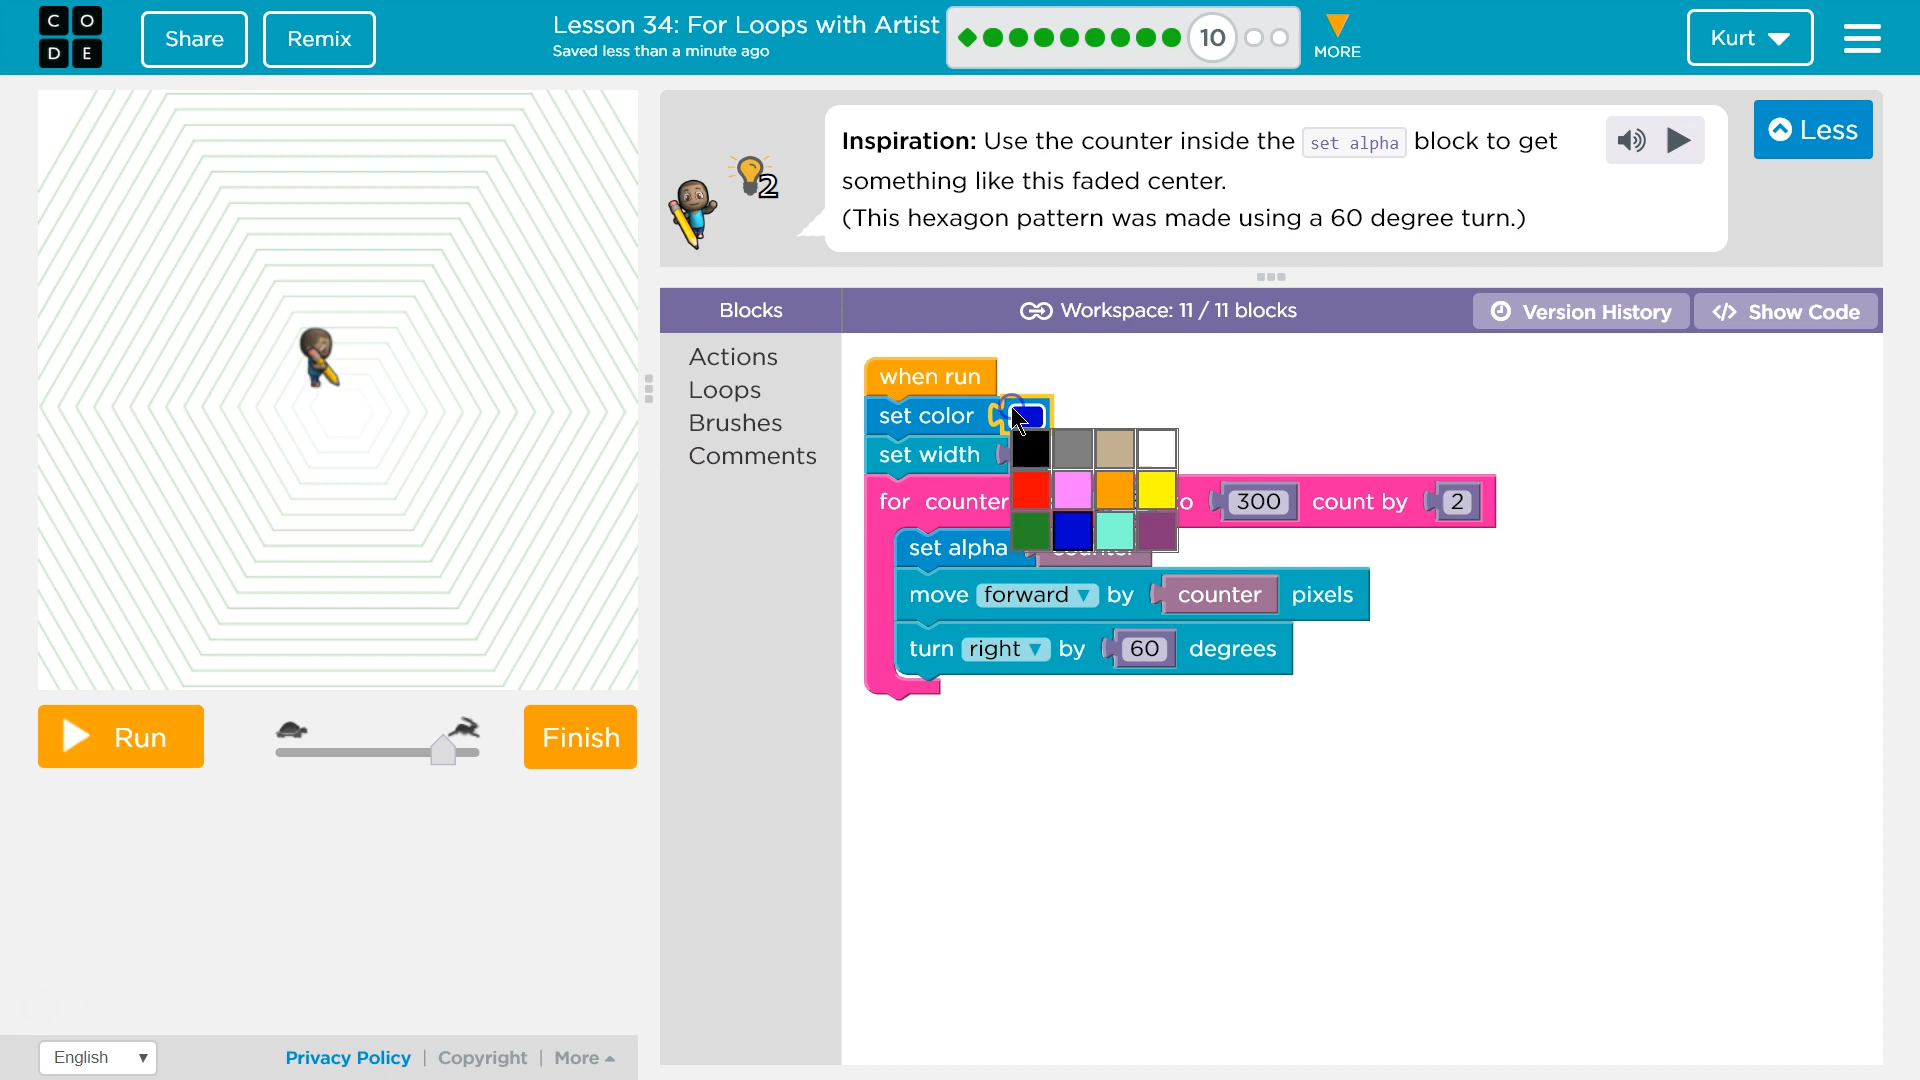 CO
DE
Share
Remix
Lesson 34: For Loops with Artist
Saved less than a minute ago
10
MORE
Kurt
Inspiration: Use the counter inside the set alpha block to get
something like this faded center.
(This hexagon pattern was made using a 60 degree turn.)
2
Less
Blocks
Workspace: 11 / 11 blocks
Version History
</> Show Code
Actions
Loops
Brushes
Comments
when run
set color
set width
for counter
300 count by 2
set alpha
move forward ▼ by counter pixels
turn right ▼ by 60 degrees
Run
Finish
English ▼
Privacy Policy | Copyright | More